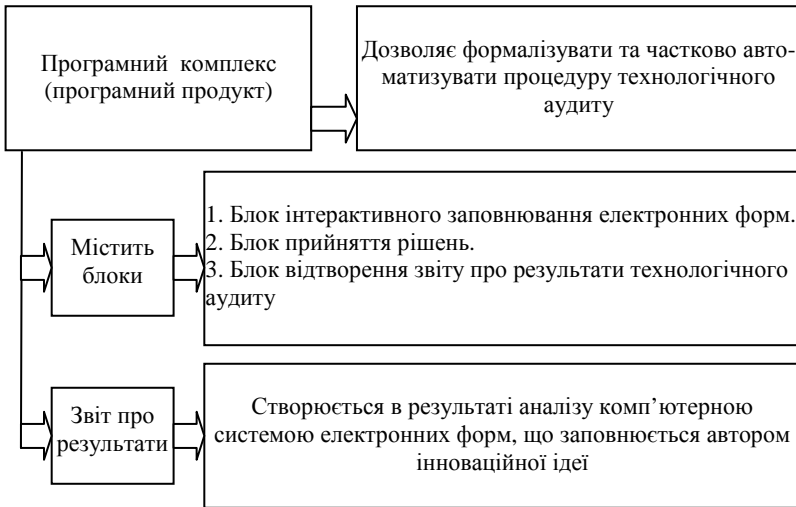 Програмний комплекс
(програмний продукт)
Дозволяє формалізувати та частково авто-
матизувати процедуру технологічного
аудиту
Містить
блоки
1. Блок інтерактивного заповнювання електронних форм.
2. Блок прийняття рішень.
3. Блок відтворення звіту про результати технологічного
аудиту
Звіт про
результати
Створюється в результаті аналізу комп’ютерною
системою електронних форм, що заповнюється автором
інноваційної ідеї